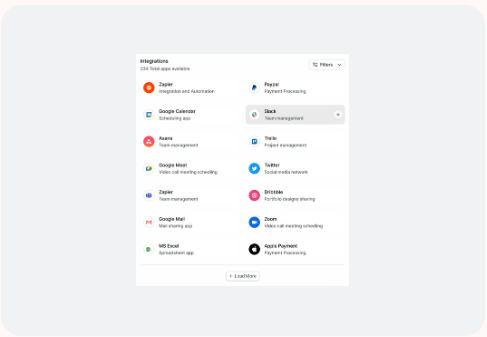 Integrations
234 Total apps available
Filters
Zapier
Integration and Automation
Paypal
Payment Processing
Google Calendar
Scheduling app
Slack
Team management
Asana
Team management
Trello
Project management
Google Meet
Video call meeting scheduling
Twitter
Social media network
Zapier
Team management
Dribbble
Portfolio designs sharing
Google Mail
Mail sharing app
Zoom
Video call meeting scheduling
MS Excel
Spreadsheet app
Apple Payment
Payment Processing
+ Load More